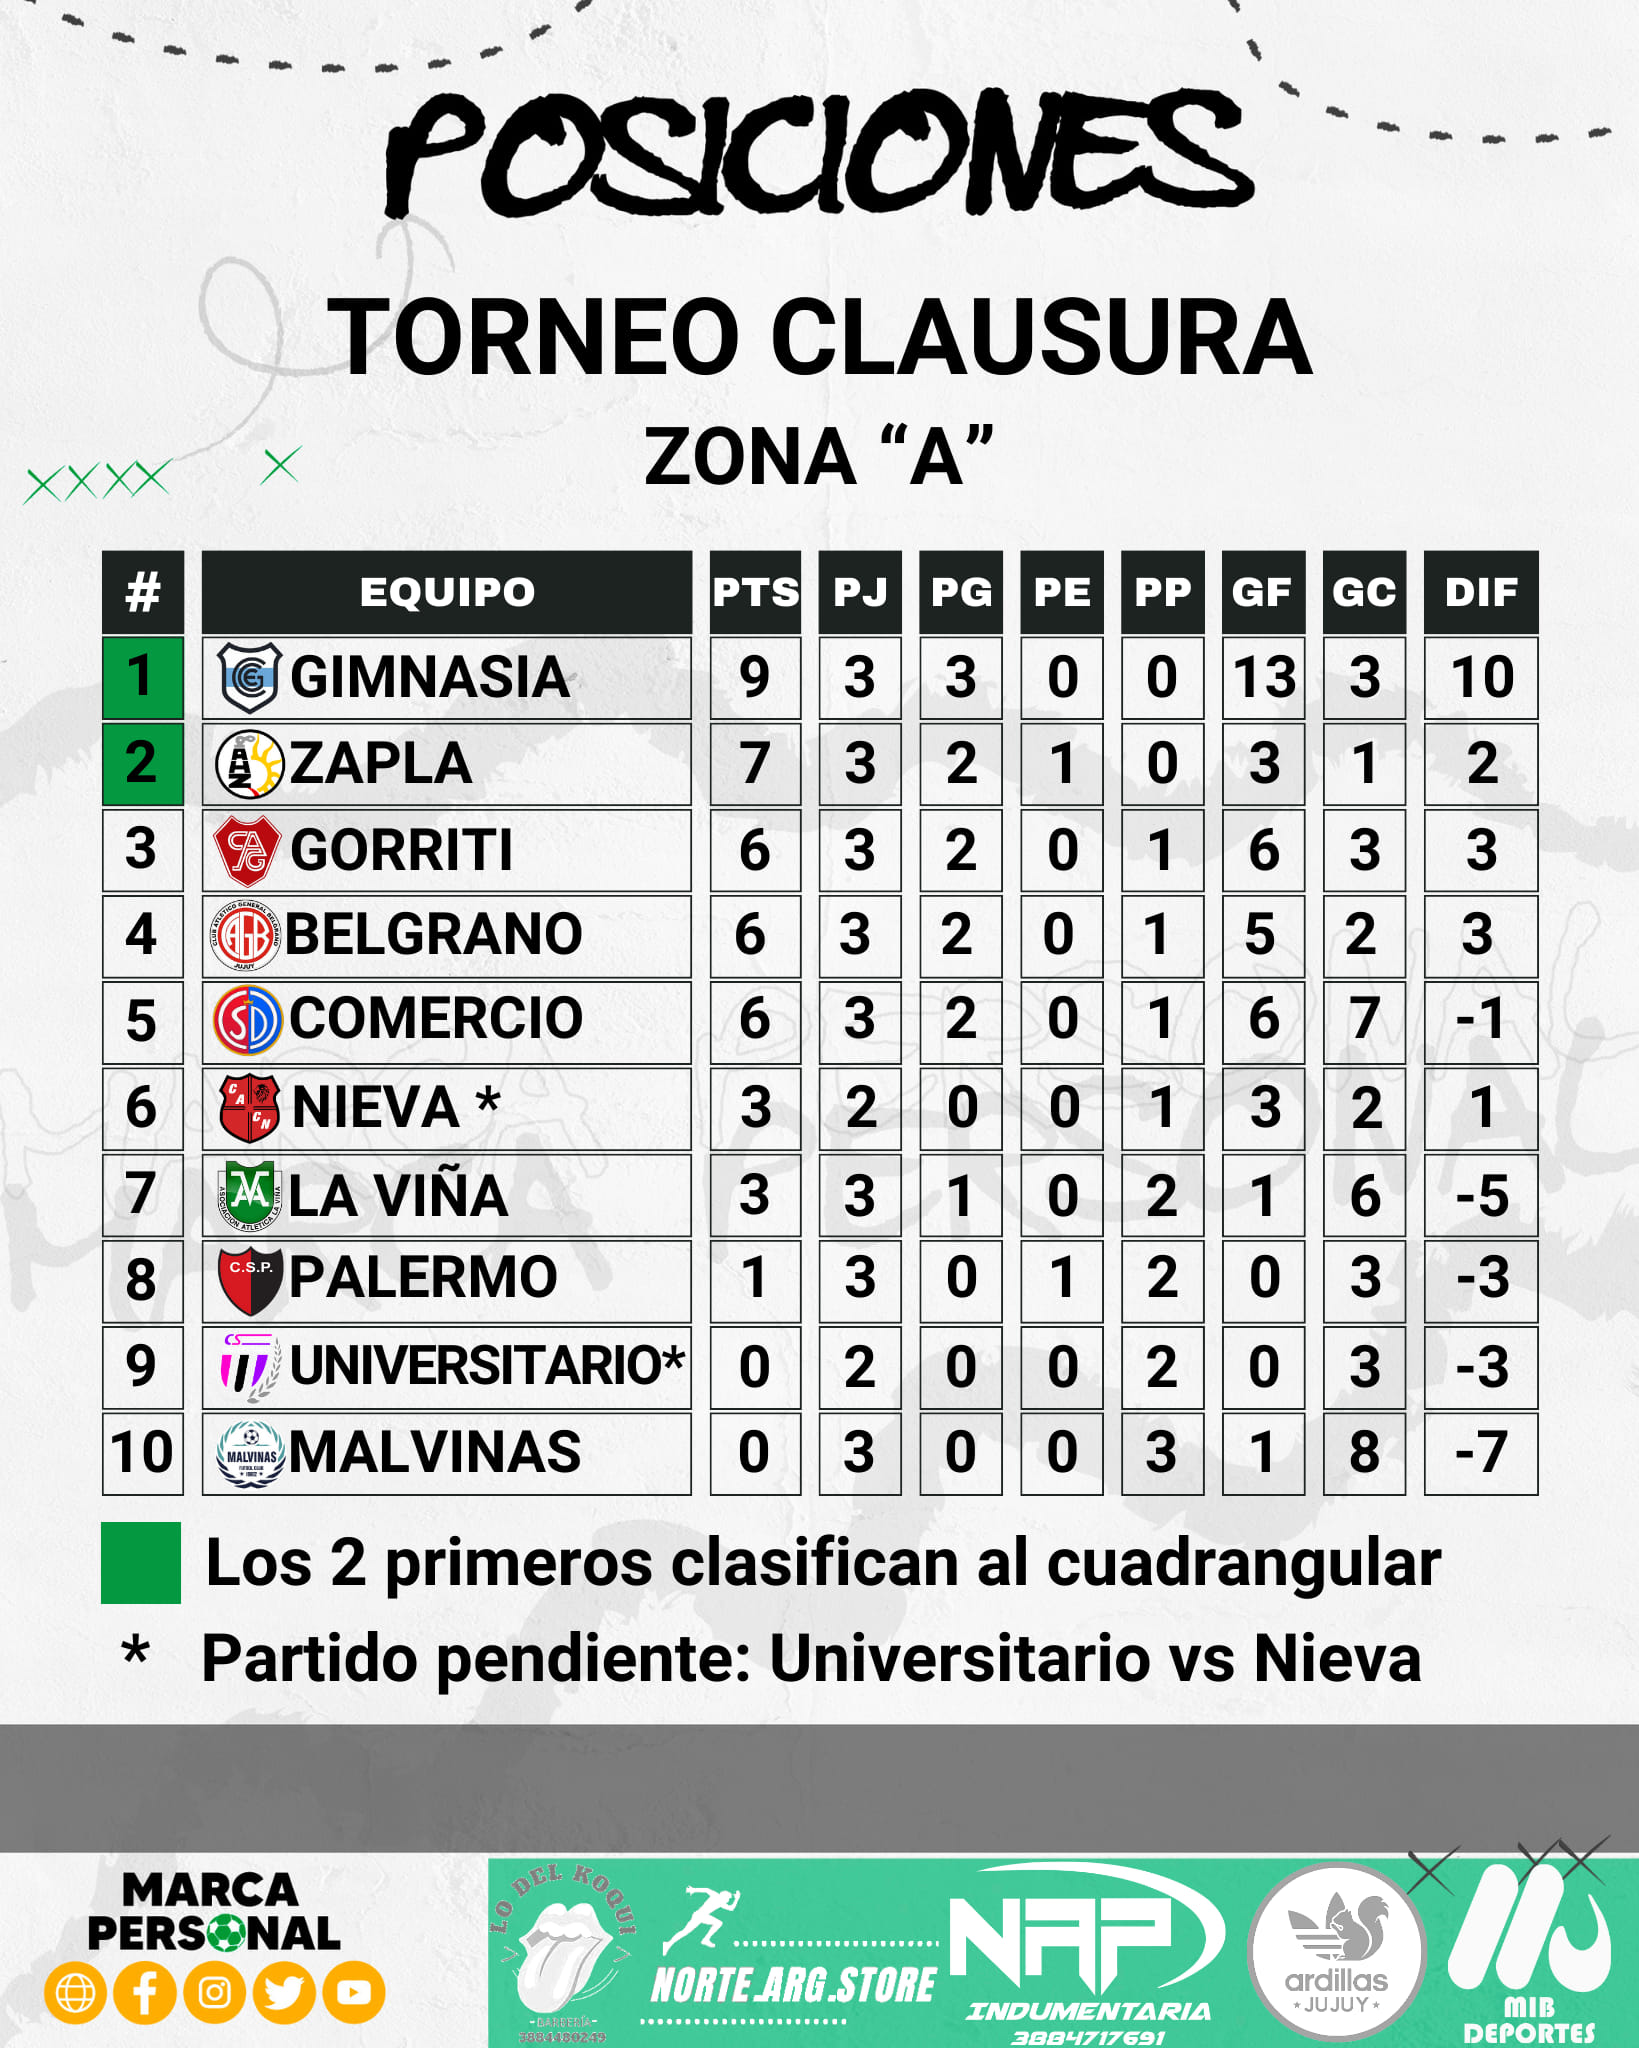 POSICIONES
TORNEO CLAUSURA
ZONA “A”
# EQUIPO PTS PJ PG PE PP GF GC DIF
1 GIMNASIA 9 3 3 0 0 13 3 10
2 ZAPLA 7 3 2 1 0 3 1 2
3 GORRITI 6 3 2 0 1 6 3 3
4 BELGRANO 6 3 2 0 1 5 2 3
5 COMERCIO 6 3 2 0 1 6 7 -1
6 NIEVA * 3 2 0 0 1 3 2 1
7 LA VIÑA 3 3 1 0 2 1 6 -5
8 C.S.P. PALERMO 1 3 0 1 2 0 3 -3
9 UNIVERSITARIO* 0 2 0 0 2 0 3 -3
10 MALVINAS MALVINAS 0 3 0 0 3 1 8 -7
Los 2 primeros clasifican al cuadrangular
* Partido pendiente: Universitario vs Nieva
MARCA
PERSONAL
LO DEL KOQUI
-BARBERÍA-
3884480249
NORTE.ARG.STORE
NAP
INDUMENTARIA
3884717691
ardillas
JUJUY
MIB
DEPORTES